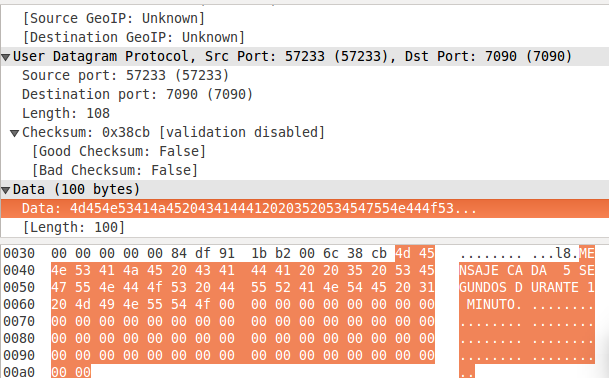 [Source GeoIP: Unknown]
[Destination GeoIP: Unknown]
User Datagram Protocol, Src Port: 57233 (57233), Dst Port: 7090 (7090)
Source port: 57233 (57233)
Destination port: 7090 (7090)
Length: 108
Checksum: 0x38cb [validation disabled]
[Good Checksum: False]
[Bad Checksum: False]
Data (100 bytes)
Data: 4d454e53414a45204341444120203520534547554e444f53...
[Length: 100]
0030 00 00 00 00 00 84 df 91 1b b2 00 6c 38 cb 4d 45 ........ ...l8.ME
0040 4e 53 41 4a 45 20 43 41 44 41 20 20 35 20 53 45 NSAJE CA DA  5 SE
0050 47 55 4e 44 4f 53 20 44 55 52 41 4e 54 45 20 31 GUNDOS D URANTE 1
0060 20 4d 49 4e 55 54 4f 00 00 00 00 00 00 00 00 00 MINUTO. ........
0070 00 00 00 00 00 00 00 00 00 00 00 00 00 00 00 00 ........ ........
0080 00 00 00 00 00 00 00 00 00 00 00 00 00 00 00 00 ........ ........
0090 00 00 00 00 00 00 00 00 00 00 00 00 00 00 00 00 ........ ........
00a0 00 00 ..